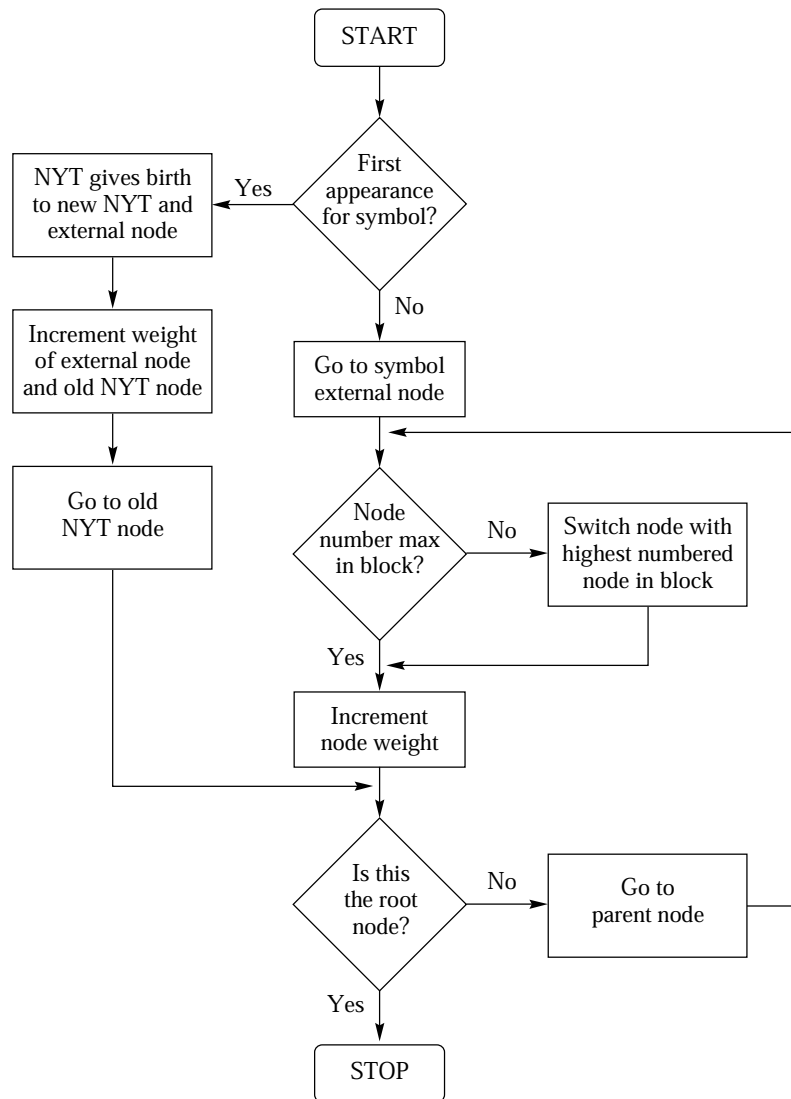 START
First
appearance
for symbol?
Yes
NYT gives birth
to new NYT and
external node
No
Increment weight
of external node
and old NYT node
Go to symbol
external node
Go to old
NYT node
Node
number max
in block?
No
Switch node with
highest numbered
node in block
Yes
Increment
node weight
Is this
the root
node?
No
Go to
parent node
Yes
STOP